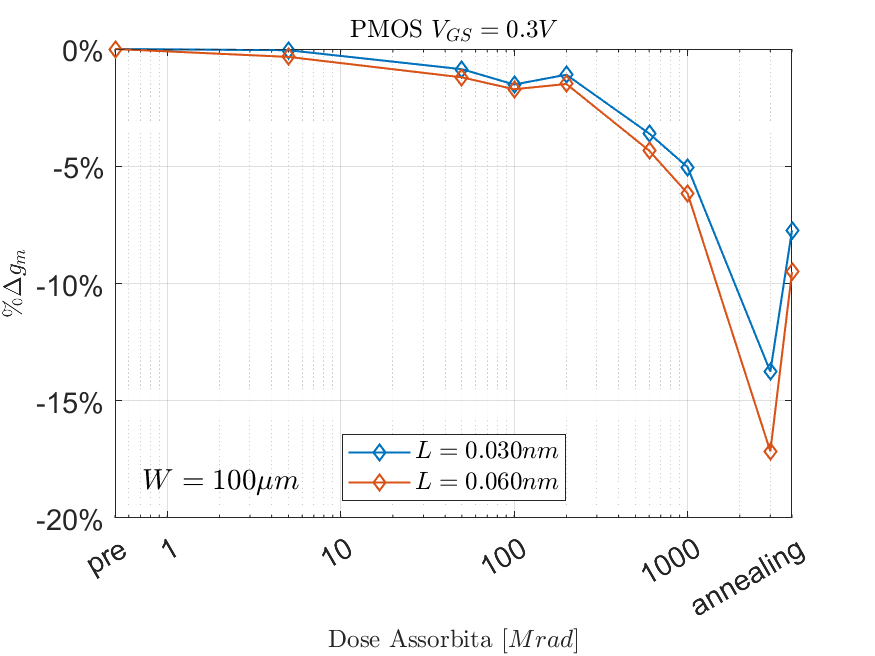 PMOS $V_{GS} = 0.3V$
0%
-5%
-10%
-15%
-20%
%Δg_m
W = 100μm
L = 0.030nm
L = 0.060nm
pre 1 10 100 1000 annealing
Dose Assorbita [Mrad]